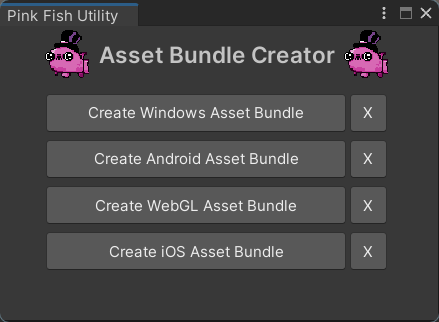 Pink Fish Utility
Asset Bundle Creator
Create Windows Asset Bundle X
Create Android Asset Bundle X
Create WebGL Asset Bundle X
Create iOS Asset Bundle X